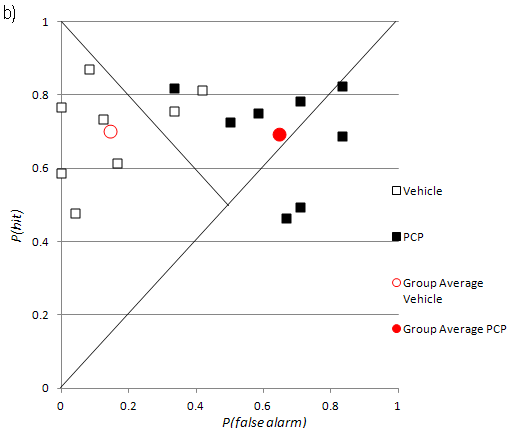 b)
1
0.8
0.6
0.4
0.2
0
P(hit)
0
0.2
0.4
0.6
0.8
1
P(false alarm)
Vehicle
PCP
Group Average
Vehicle
Group Average PCP